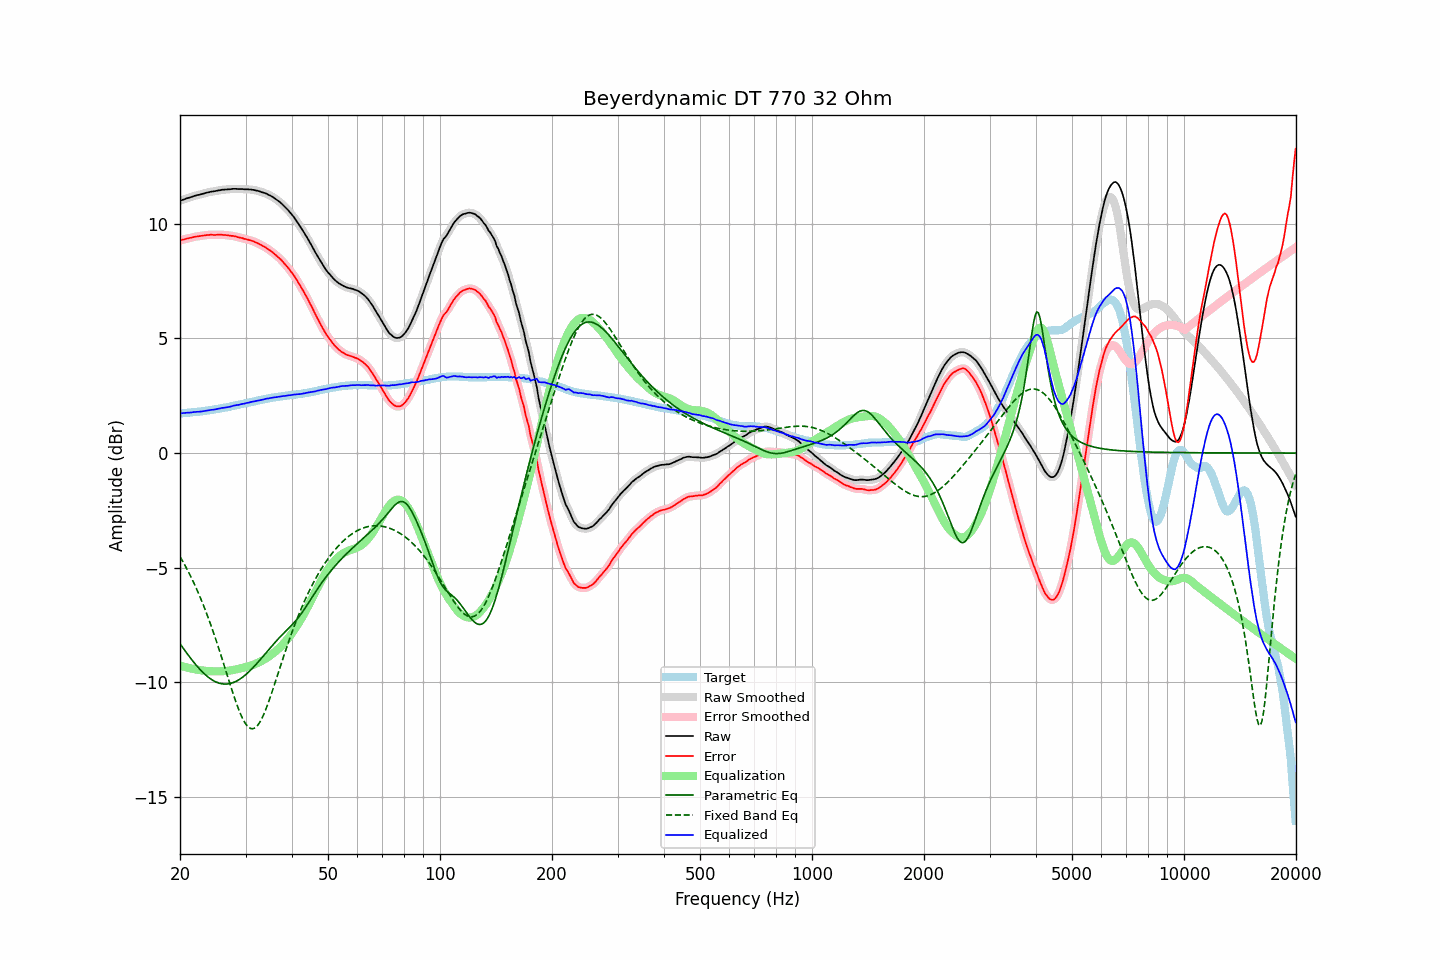 Beyerdynamic DT 770 32 Ohm
Amplitude (dBr)
10
5
0
−5
−10
−15
Target
Raw Smoothed
Error Smoothed
Raw
Error
Equalization
Parametric Eq
Fixed Band Eq
Equalized
20 50 100 200 500 1000 2000 5000 10000 20000
Frequency (Hz)